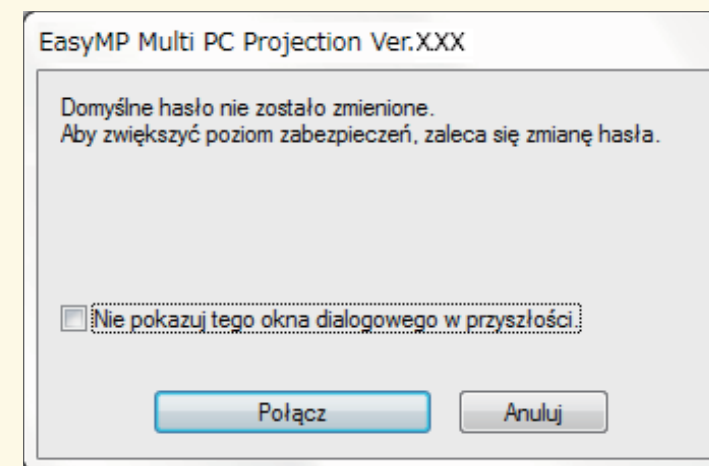 EasyMP Multi PC Projection Ver.XXX
Domyślne hasło nie zostało zmienione.
Aby zwiększyć poziom zabezpieczeń, zaleca się zmianę hasła.
Nie pokazuj tego okna dialogowego w przyszłości.
Połącz
Anuluj